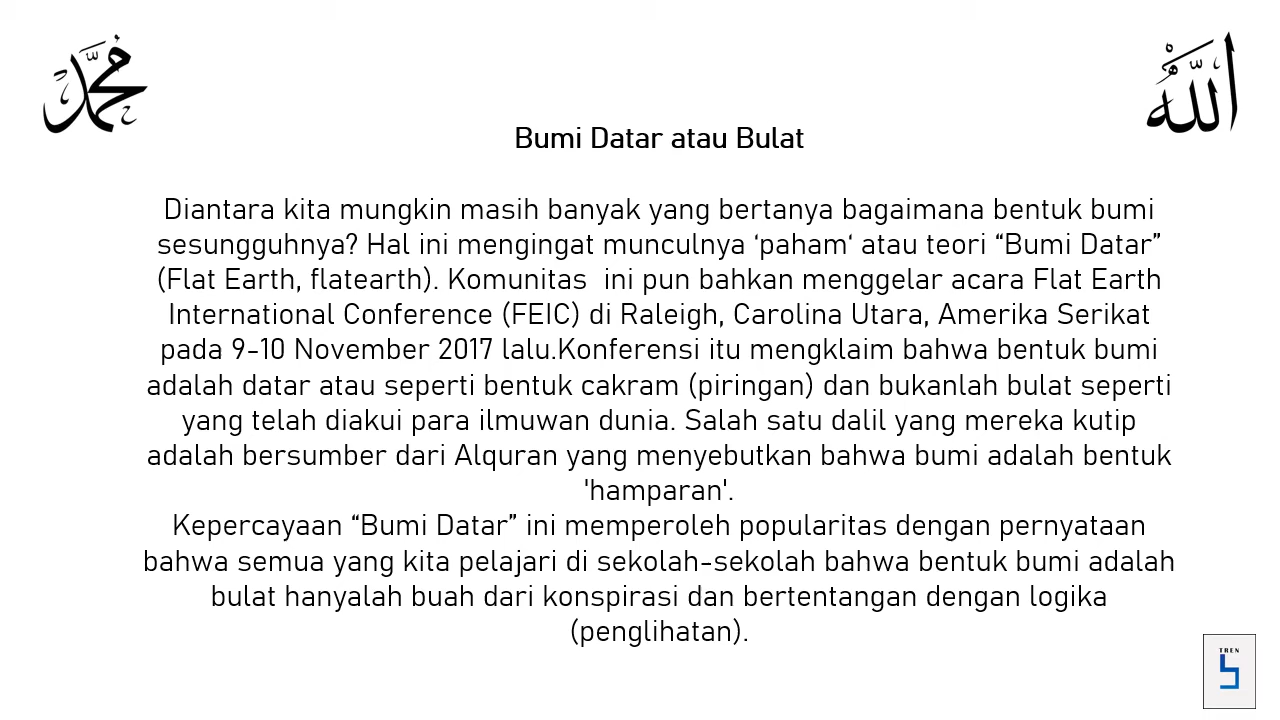 محمد
الله
Bumi Datar atau Bulat
Diantara kita mungkin masih banyak yang bertanya bagaimana bentuk bumi
sesungguhnya? Hal ini mengingat munculnya ‘paham‘ atau teori “Bumi Datar”
(Flat Earth, flatearth). Komunitas  ini pun bahkan menggelar acara Flat Earth
International Conference (FEIC) di Raleigh, Carolina Utara, Amerika Serikat
pada 9-10 November 2017 lalu.Konferensi itu mengklaim bahwa bentuk bumi
adalah datar atau seperti bentuk cakram (piringan) dan bukanlah bulat seperti
yang telah diakui para ilmuwan dunia. Salah satu dalil yang mereka kutip
adalah bersumber dari Alquran yang menyebutkan bahwa bumi adalah bentuk
'hamparan'.
Kepercayaan “Bumi Datar” ini memperoleh popularitas dengan pernyataan
bahwa semua yang kita pelajari di sekolah-sekolah bahwa bentuk bumi adalah
bulat hanyalah buah dari konspirasi dan bertentangan dengan logika
(penglihatan).
TREN
5